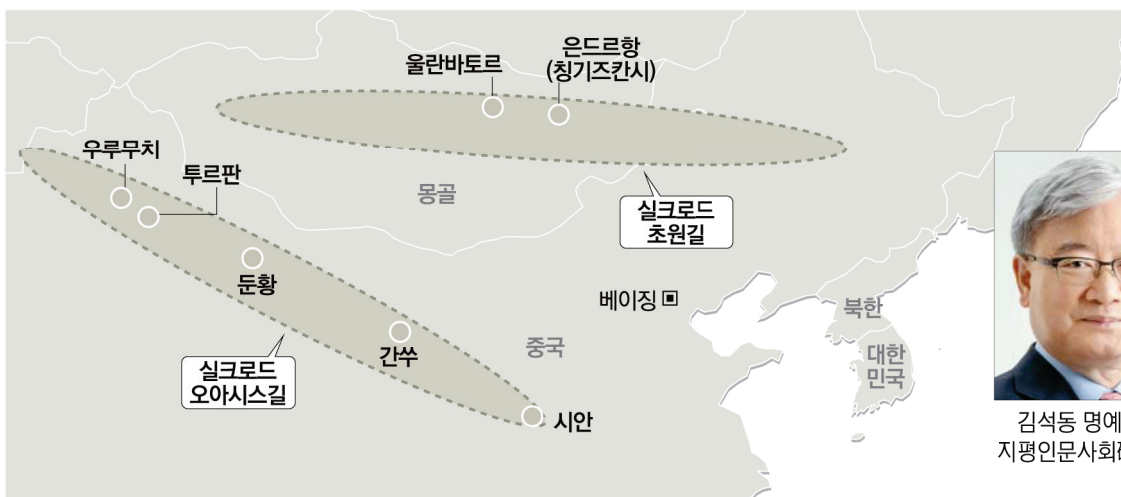 울란바토르
은드르항
(칭기즈칸시)
우루무치
투르판
몽골
실크로드
초원길
둔황
베이징
북한
간쑤
중국
대한
민국
실크로드
오아시스길
시안
김석동 명예
지평인문사회